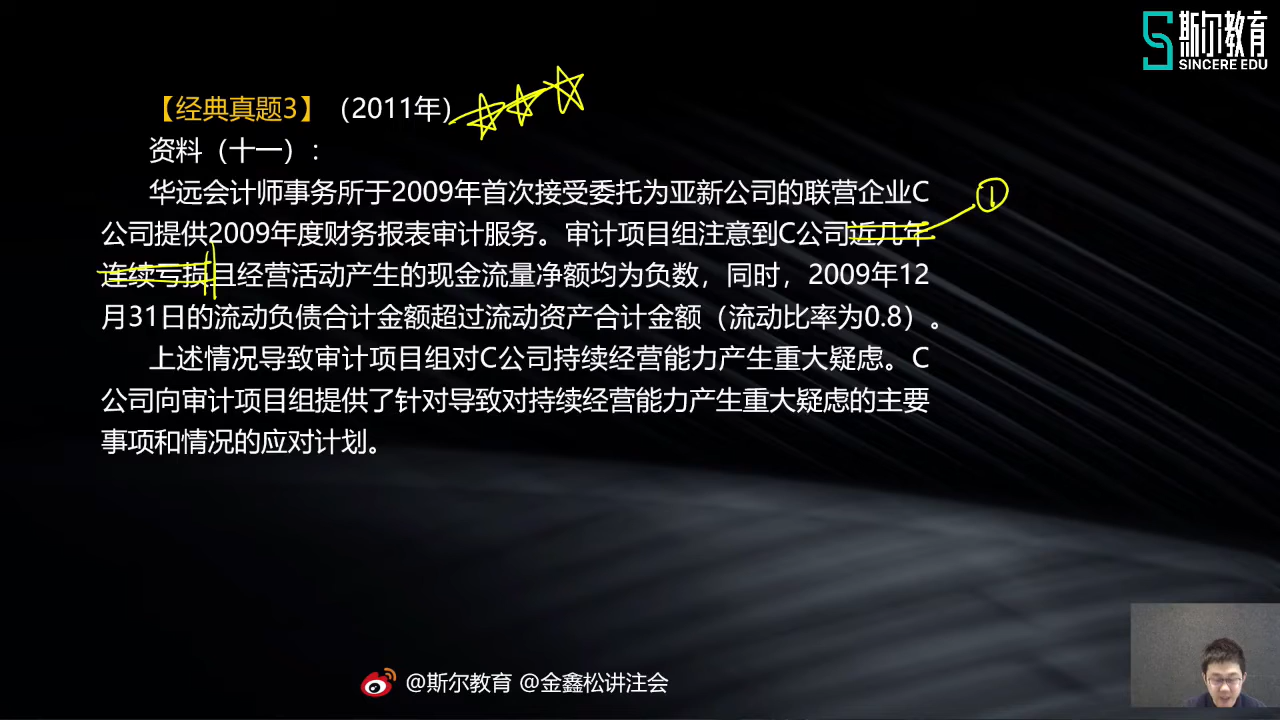 斯尔教育
SINCERE EDU
【经典真题3】（2011年）
资料（十一）：
①
华远会计师事务所于2009年首次接受委托为亚新公司的联营企业C
公司提供2009年度财务报表审计服务。审计项目组注意到C公司近几年
连续亏损且经营活动产生的现金流量净额均为负数，同时，2009年12
月31日的流动负债合计金额超过流动资产合计金额（流动比率为0.8）。
上述情况导致审计项目组对C公司持续经营能力产生重大疑虑。C
公司向审计项目组提供了针对导致对持续经营能力产生重大疑虑的主要
事项和情况的应对计划。
@斯尔教育 @金鑫松讲注会